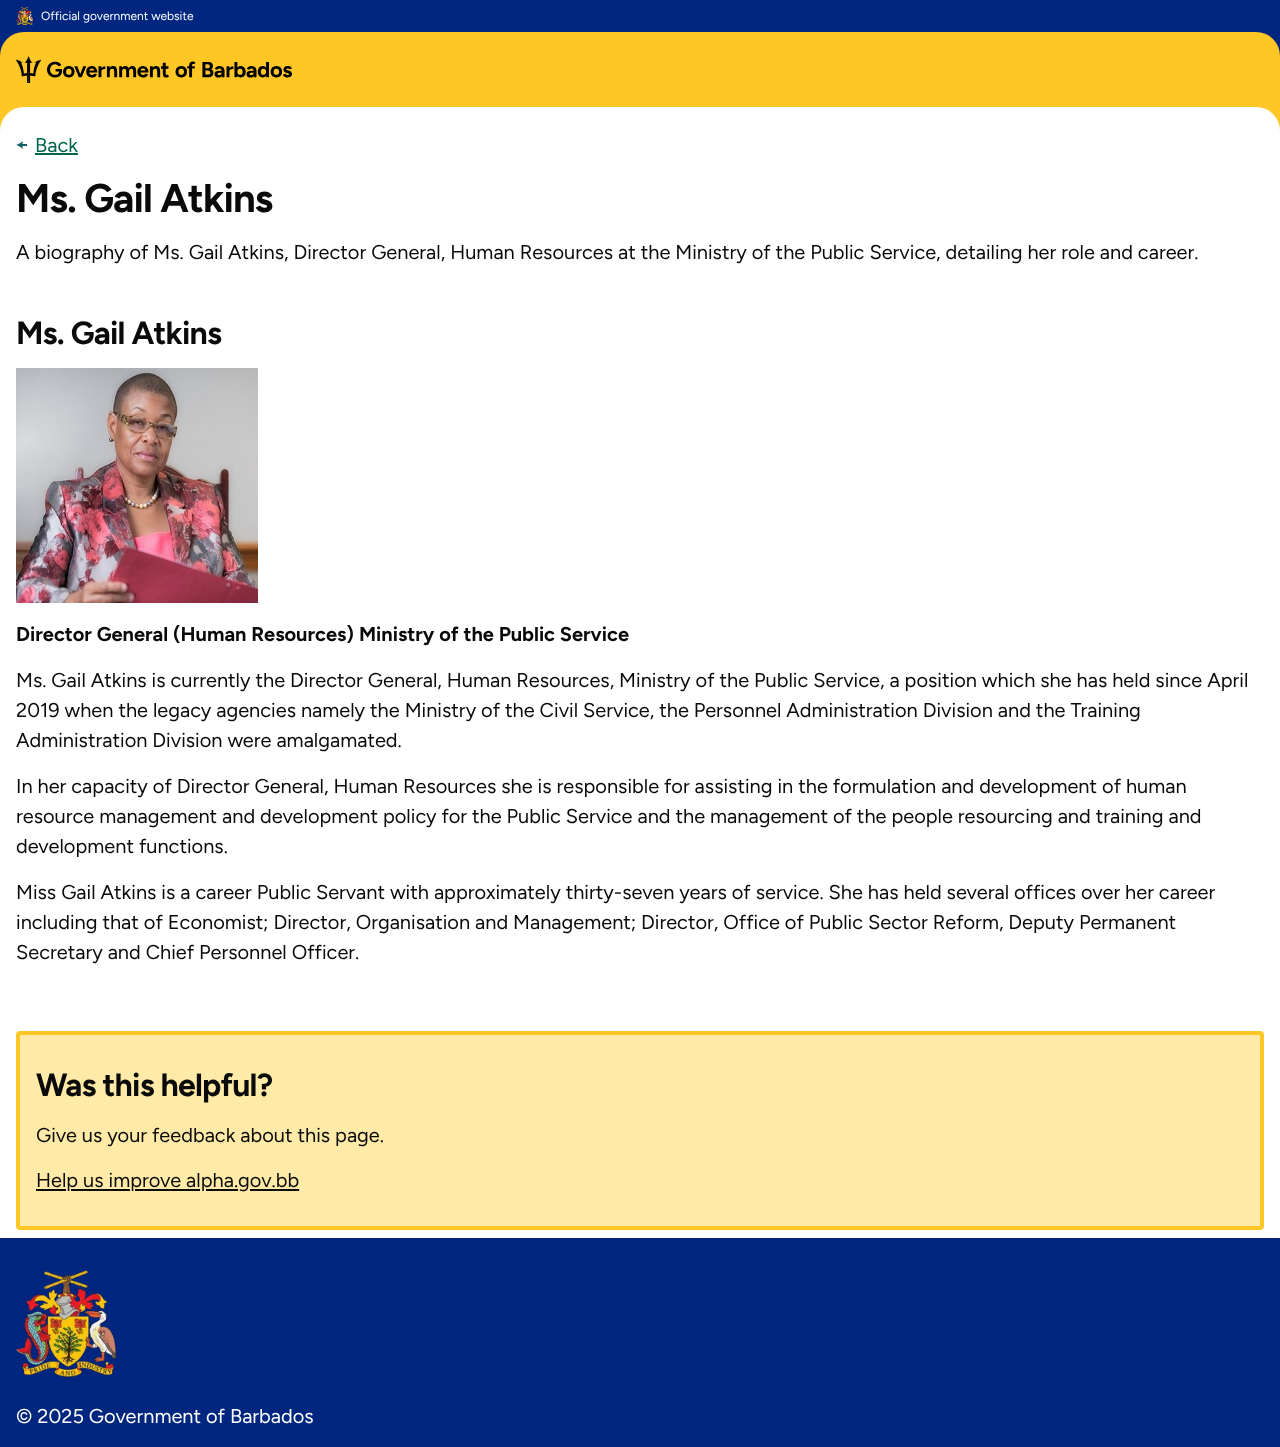 Official government website
Government of Barbados
Back
Ms. Gail Atkins
A biography of Ms. Gail Atkins, Director General, Human Resources at the Ministry of the Public Service, detailing her role and career.
Ms. Gail Atkins
Director General (Human Resources) Ministry of the Public Service
Ms. Gail Atkins is currently the Director General, Human Resources, Ministry of the Public Service, a position which she has held since April
2019 when the legacy agencies namely the Ministry of the Civil Service, the Personnel Administration Division and the Training
Administration Division were amalgamated.
In her capacity of Director General, Human Resources she is responsible for assisting in the formulation and development of human
resource management and development policy for the Public Service and the management of the people resourcing and training and
development functions.
Miss Gail Atkins is a career Public Servant with approximately thirty-seven years of service. She has held several offices over her career
including that of Economist; Director, Organisation and Management; Director, Office of Public Sector Reform, Deputy Permanent
Secretary and Chief Personnel Officer.
Was this helpful?
Give us your feedback about this page.
Help us improve alpha.gov.bb
PRIDE AND INDUSTRY
© 2025 Government of Barbados